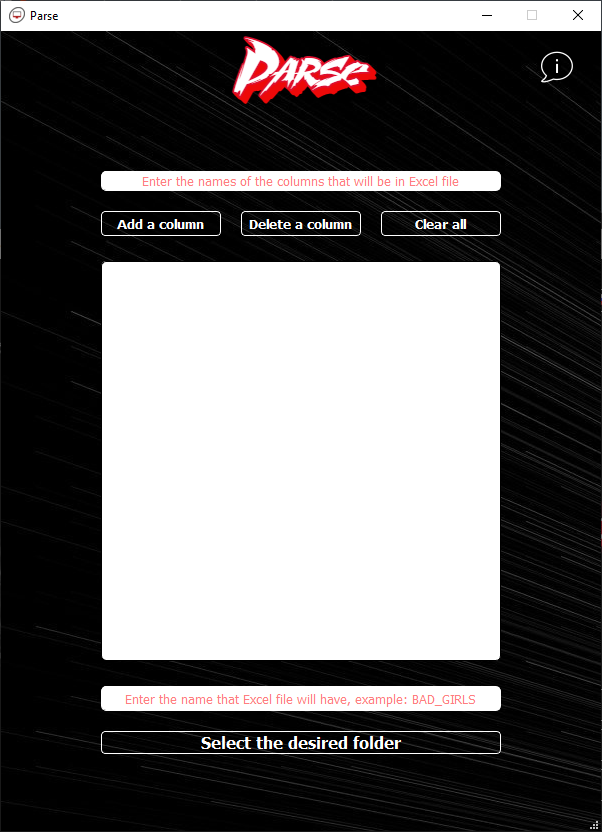 Parse
PARSE
i
Enter the names of the columns that will be in Excel file
Add a column
Delete a column
Clear all
Enter the name that Excel file will have, example: BAD_GIRLS
Select the desired folder